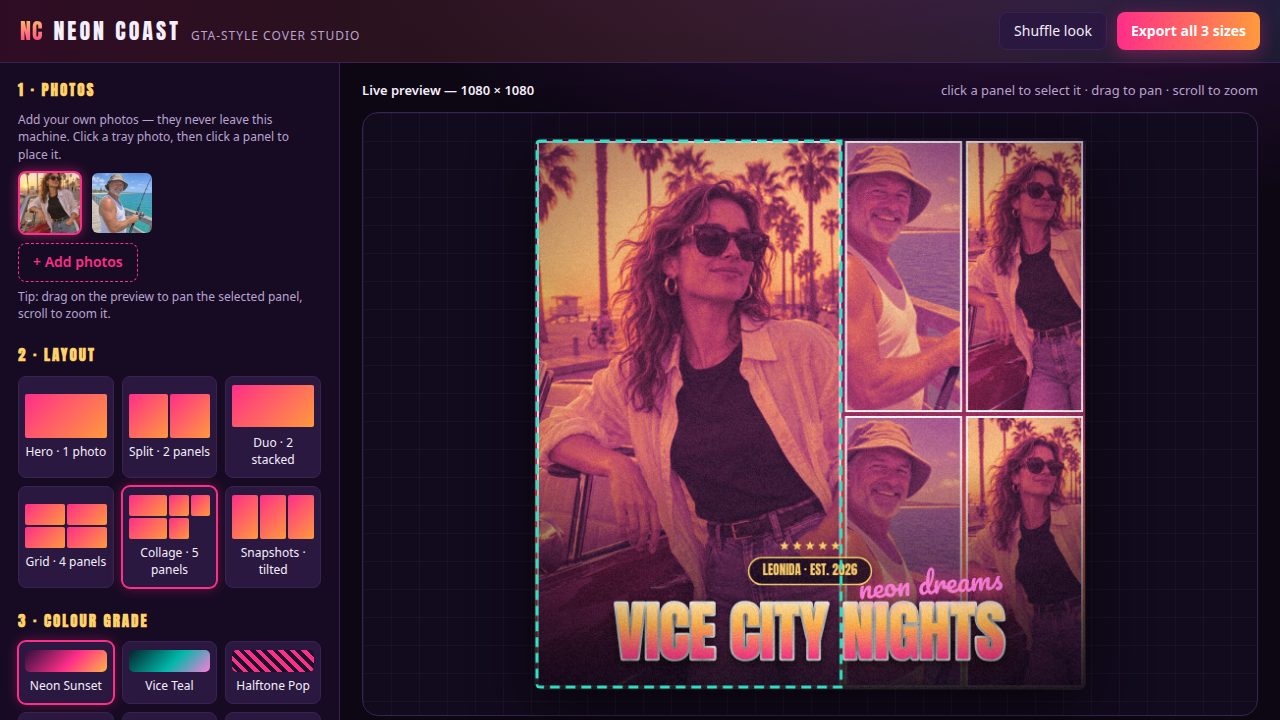 NC NEON COAST GTA-STYLE COVER STUDIO
Shuffle look
Export all 3 sizes
1 · PHOTOS
Add your own photos — they never leave this
machine. Click a tray photo, then click a panel to
place it.
+ Add photos
Tip: drag on the preview to pan the selected panel,
scroll to zoom it.
2 · LAYOUT
Hero · 1 photo
Split · 2 panels
Duo · 2
stacked
Grid · 4 panels
Collage · 5
panels
Snapshots ·
tilted
3 · COLOUR GRADE
Neon Sunset
Vice Teal
Halftone Pop
Live preview — 1080 × 1080
click a panel to select it · drag to pan · scroll to zoom
LEONIDA · EST. 2026
neon dreams
VICE CITY NIGHTS